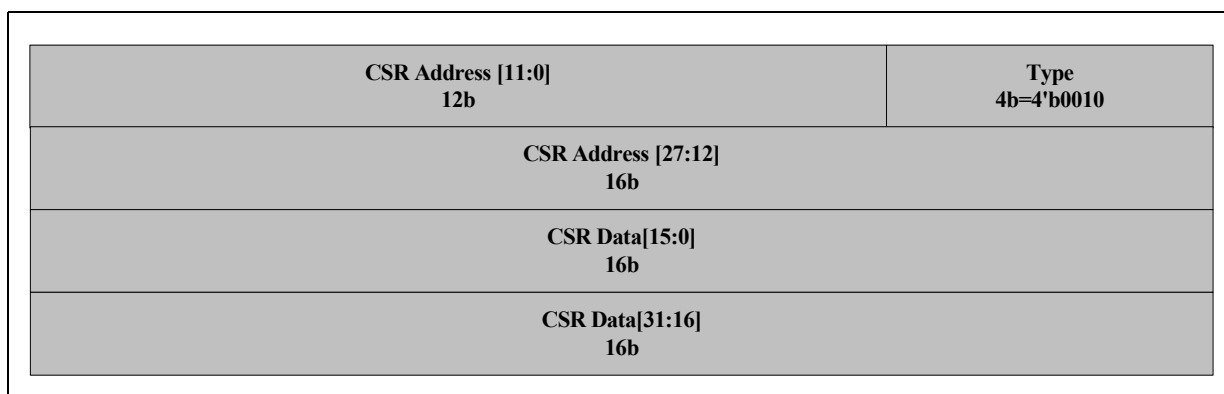 CSR Address [11:0]
12b
Type
4b=4'b0010
CSR Address [27:12]
16b
CSR Data[15:0]
16b
CSR Data[31:16]
16b